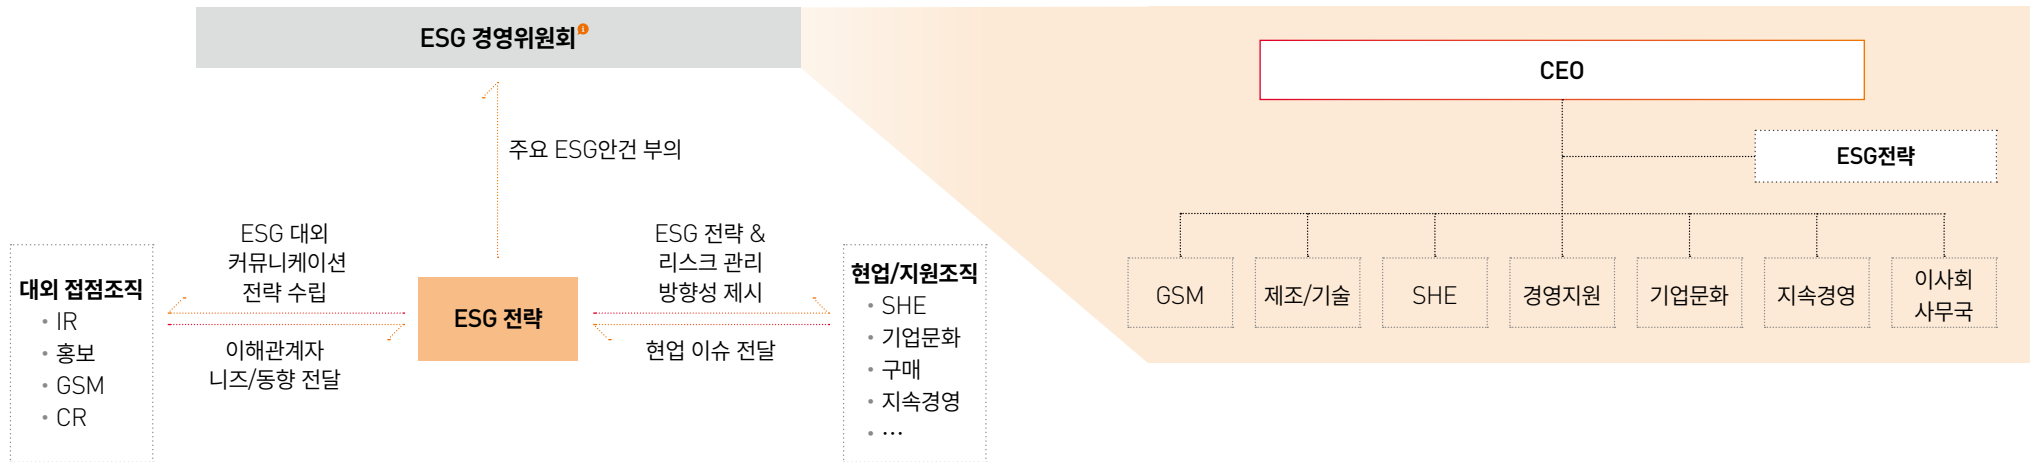 ESG 경영위원회 1
주요 ESG안건 부의
ESG 대외
커뮤니케이션
전략 수립
이해관계자
니즈/동향 전달
대외 접점조직
• IR
• 홍보
• GSM
• CR
ESG 전략
ESG 전략 &
리스크 관리
방향성 제시
현업 이슈 전달
현업/지원조직
• SHE
• 기업문화
• 구매
• 지속경영
• …
CEO
ESG전략
GSM
제조/기술
SHE
경영지원
기업문화
지속경영
이사회
사무국